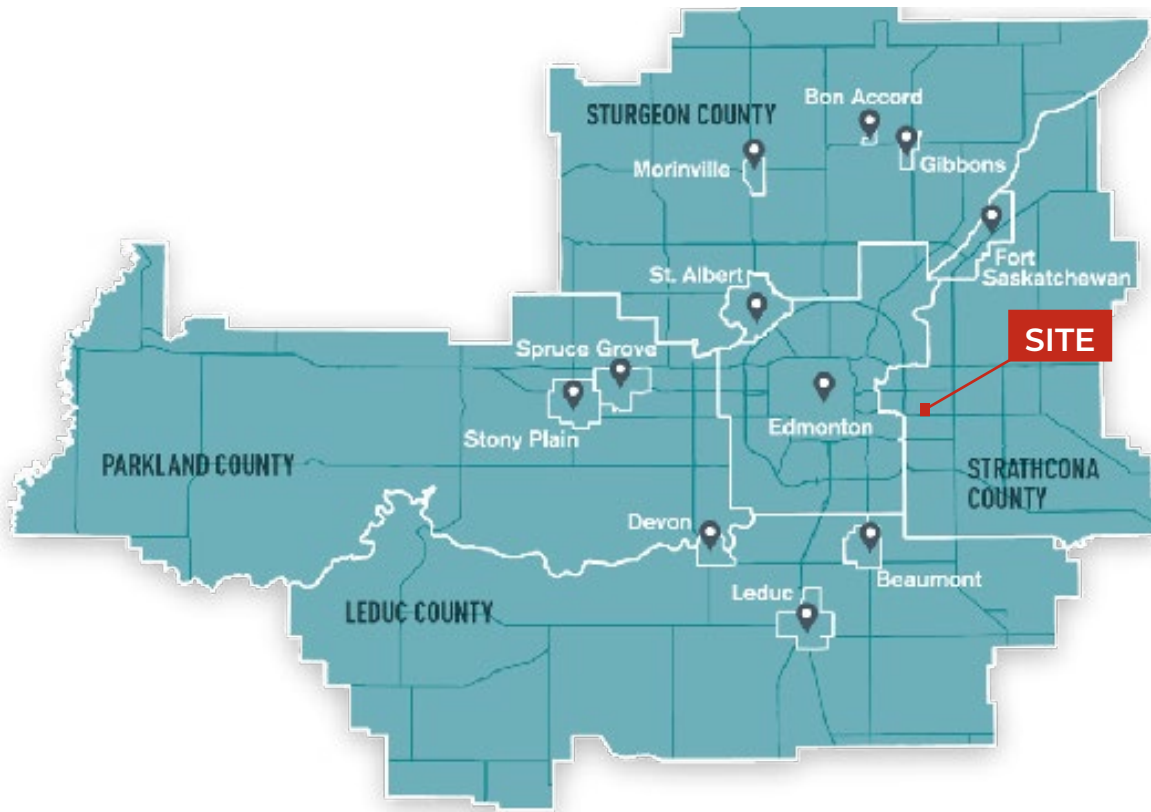 Bon Accord
STURGEON COUNTY
Morinville
Gibbons
Fort
Saskatchewan
St. Albert
SITE
Spruce Grove
Stony Plain
Edmonton
PARKLAND COUNTY
STRATHCONA
COUNTY
Devon
Beaumont
Leduc
LEDUC COUNTY